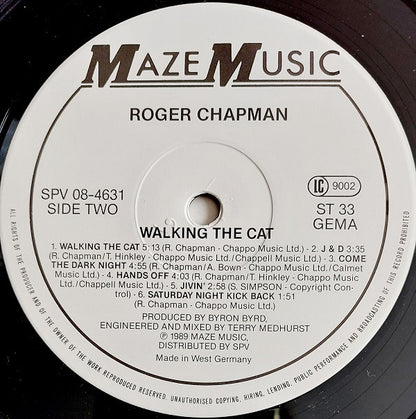 MAZE MUSIC
ROGER CHAPMAN
SPV 08-4631
SIDE TWO
LC 9002
ST 33
GEMA
WALKING THE CAT
1. WALKING THE CAT 5:13 (R. Chapman - Chappo Music Ltd.) - 2. J & D 3:35
(R. Chapman/T. Hinkley - Chappo Music Ltd./Chappell Music Ltd.) - 3. COME
THE DARK NIGHT 4:55 (R. Chapman/A. Bown - Chappo Music Ltd./Calmet
Music Ltd.) - 4. HANDS OFF 4:30 (R. Chapman/T. Hinkley - Chappo Music
Ltd./Chappell Music Ltd.) - 5. JIVIN' 2:58 (S. SIMPSON - Copyright Con-
trol) - 6. SATURDAY NIGHT KICK BACK 1:51
(R. Chapman - Chappo Music Ltd.)
PRODUCED BY BYRON BYRD,
ENGINEERED AND MIXED BY TERRY MEDHURST
Ⓟ 1989 MAZE MUSIC,
DISTRIBUTED BY SPV
Made in West Germany
ALL RIGHTS OF THE PRODUCER AND OF THE OWNER OF THE WORK REPRODUCED RESERVED. UNAUTHORISED COPYING, HIRING, LENDING, PUBLIC PERFORMANCE AND BROADCASTING OF THIS RECORD PROHIBITED